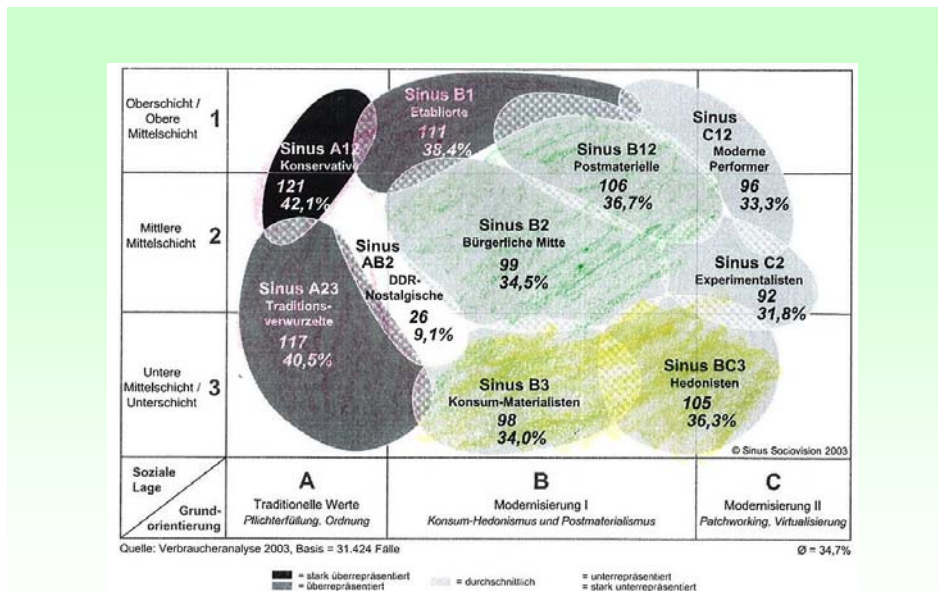 Oberschicht /
Obere
Mittelschicht
1
Mittlere
Mittelschicht
2
Untere
Mittelschicht /
Unterschicht
3
Sinus A12
Konservative
121
42,1%
Sinus B1
Etablierte
111
38,4%
Sinus B12
Postmaterielle
106
36,7%
Sinus
C12
Moderne
Performer
96
33,3%
Sinus B2
Bürgerliche Mitte
99
34,5%
Sinus
AB2
DDR-
Nostalgische
26
9,1%
Sinus A23
Traditions-
verwurzelte
117
40,5%
Sinus C2
Experimentalisten
92
31,8%
Sinus B3
Konsum-Materialisten
98
34,0%
Sinus BC3
Hedonisten
105
36,3%
© Sinus Sociovision 2003
Soziale
Lage
Grund-
orientierung
A
Traditionelle Werte
Pflichterfüllung, Ordnung
B
Modernisierung I
Konsum-Hedonismus und Postmaterialismus
C
Modernisierung II
Patchworking, Virtualisierung
Quelle: Verbraucheranalyse 2003, Basis = 31.424 Fälle
Ø = 34,7%
= stark überrepräsentiert
= überrepräsentiert
= durchschnittlich
= unterrepräsentiert
= stark unterrepräsentiert